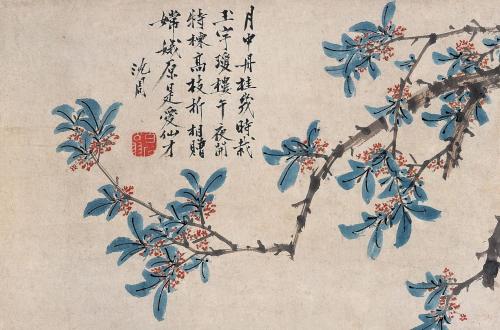 月中丹桂幾時栽
玉宇瓊樓午夜開
特揀高枝折相贈
嫦娥原是愛仙才
沈周